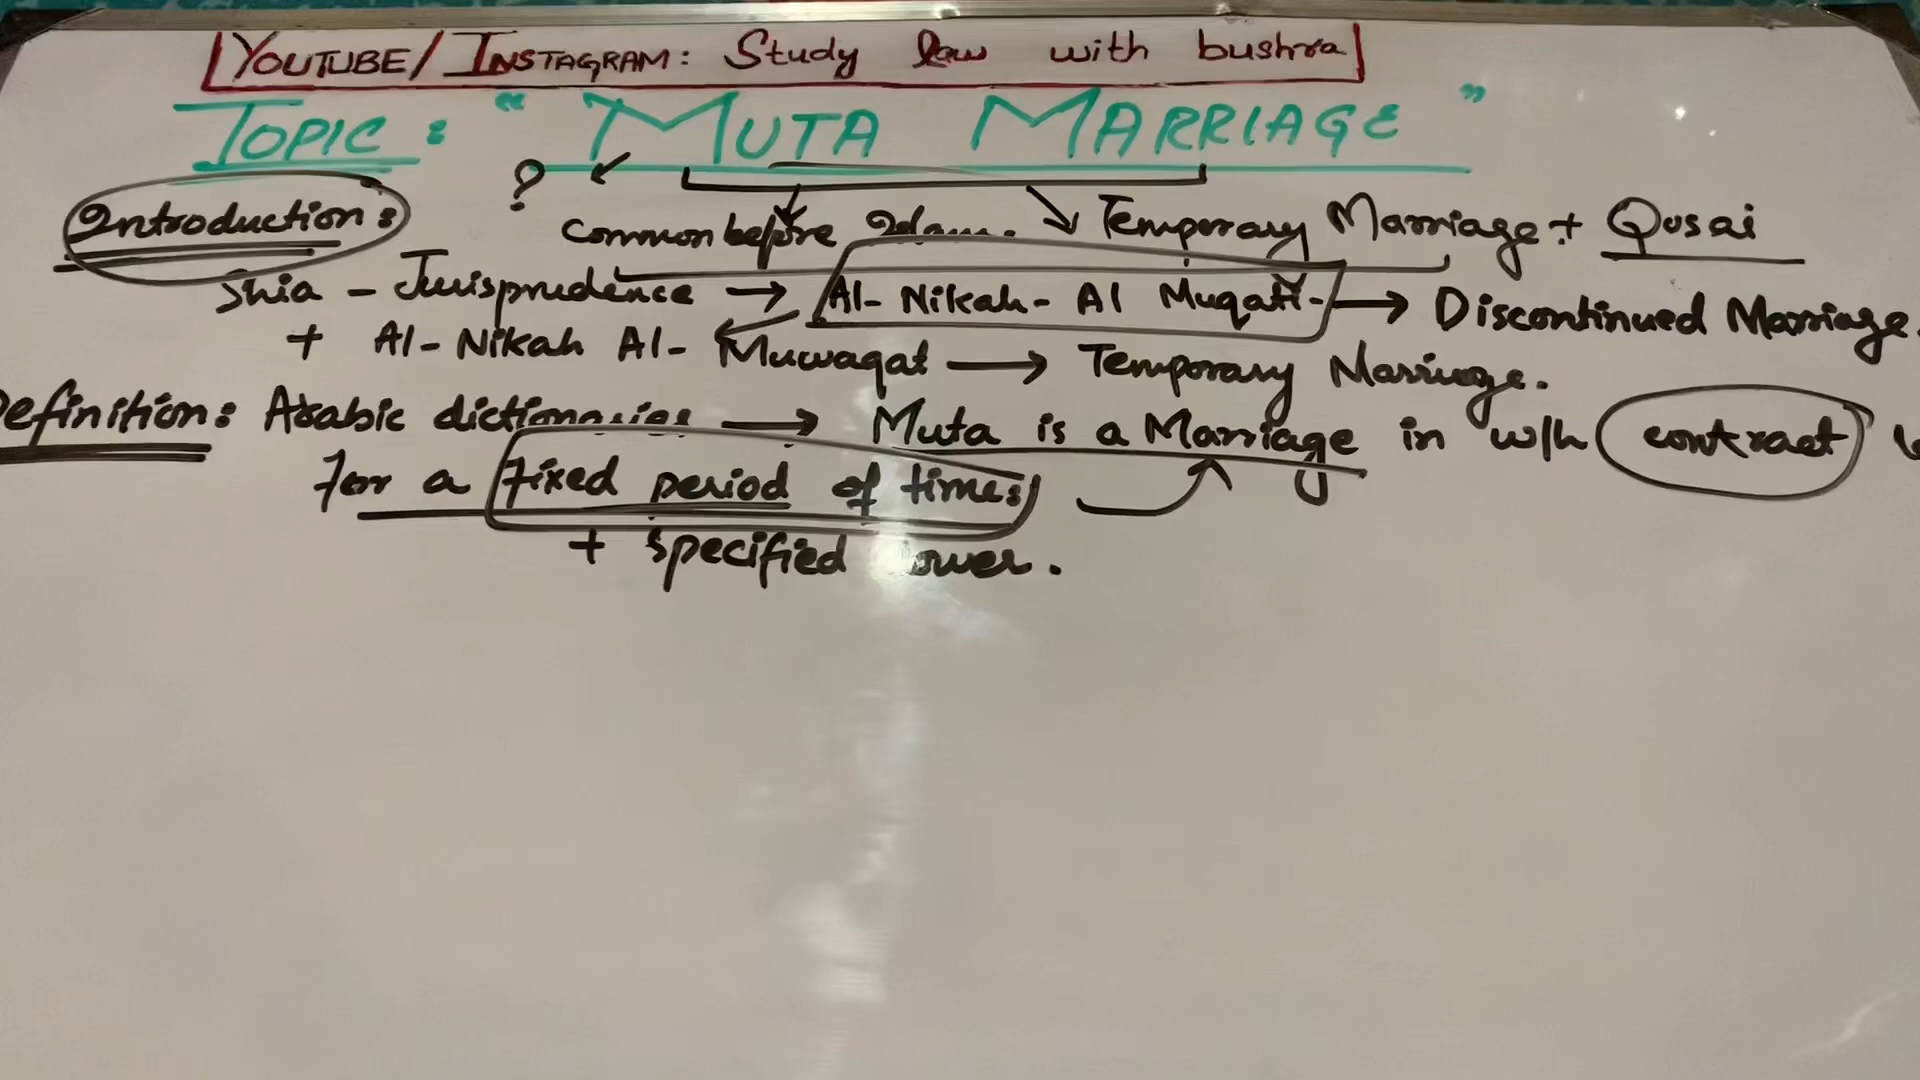 YOUTUBE/INSTAGRAM: Study law with bushra
TOPIC: "MUTA MARRIAGE"
?
Introduction: common before Islam. Temporary Marriage + Qusai
Shia - Jurisprudence → Al-Nikah-Al Muqati- → Discontinued Marriage.
+ Al-Nikah Al- Muwaqat → Temporary Marriage.
Definition: Arabic dictionaries → Muta is a Marriage in w/h contract
for a fixed period of times
+ specified ower.